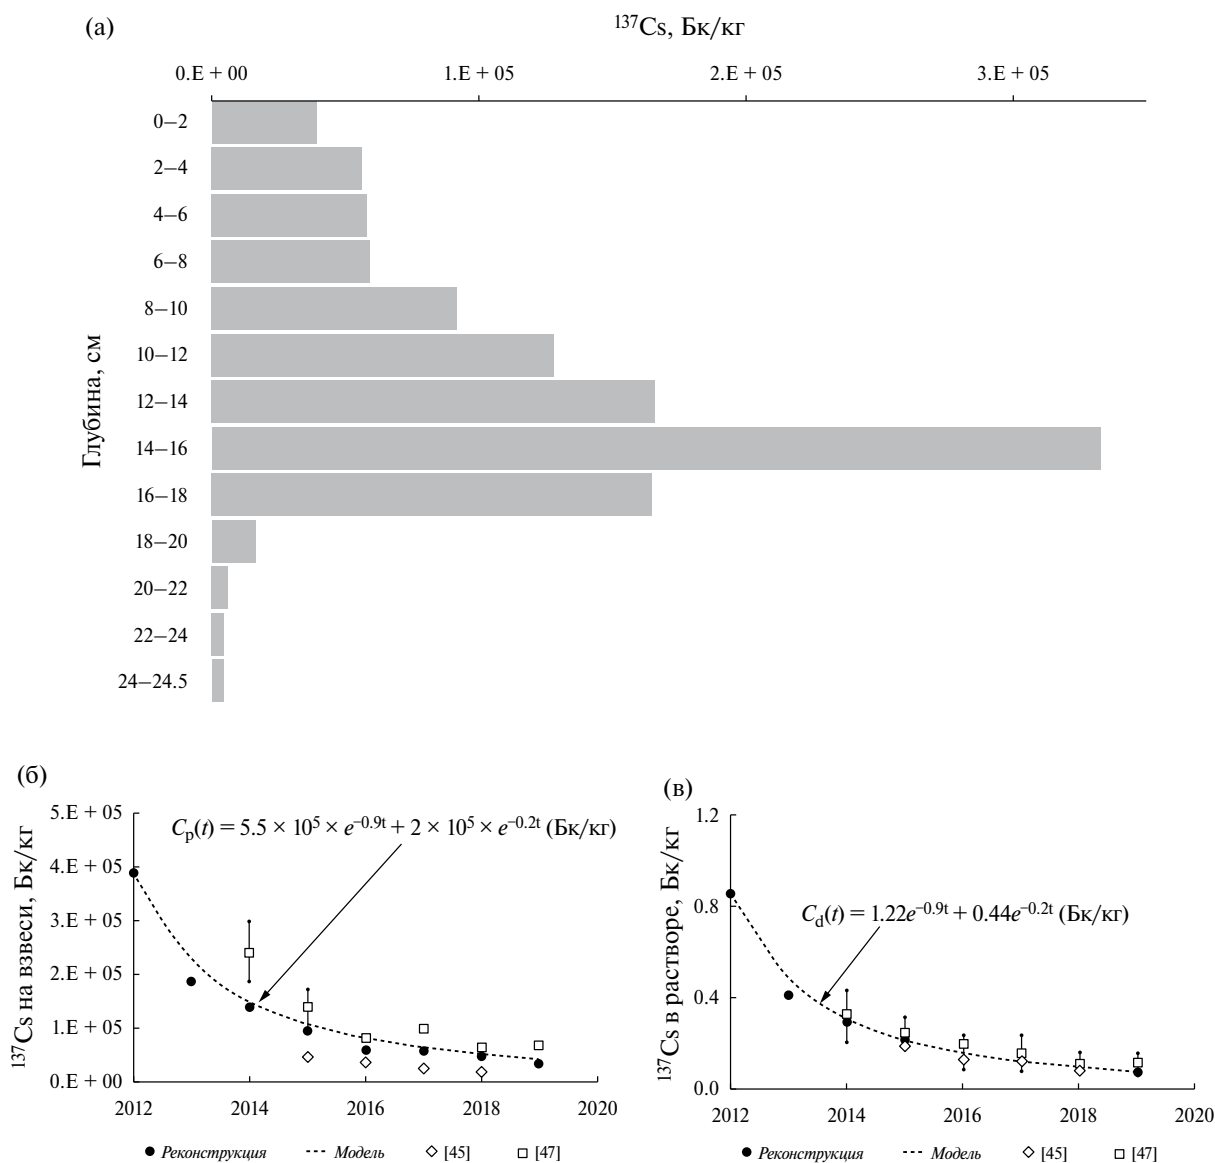 (а)
¹³⁷Cs, Бк/кг
0.E + 00 1.E + 05 2.E + 05 3.E + 05
Глубина, см
0–2
2–4
4–6
6–8
8–10
10–12
12–14
14–16
16–18
18–20
20–22
22–24
24–24.5
(б)
¹³⁷Cs на взвеси, Бк/кг
5.E + 05
4.E + 05
3.E + 05
2.E + 05
1.E + 05
0.E + 00
C_p(t) = 5.5 × 10⁵ × e^–0.9t + 2 × 10⁵ × e^–0.2t (Бк/кг)
2012 2014 2016 2018 2020
Реконструкция Модель [45] [47]
(в)
¹³⁷Cs в растворе, Бк/кг
1.2
0.8
0.4
0.0
C_d(t) = 1.22e^–0.9t + 0.44e^–0.2t (Бк/кг)
2012 2014 2016 2018 2020
Реконструкция Модель [45] [47]